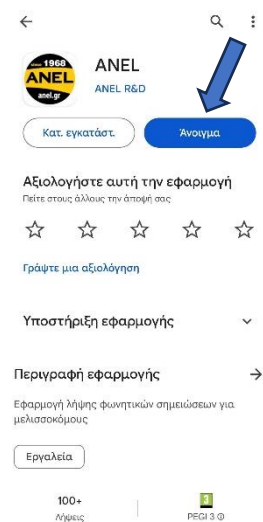 since 1968
ANEL
anel.gr
ANEL
ANEL R&D
Κατ. εγκατάστ.
Άνοιγμα
Αξιολογήστε αυτή την εφαρμογή
Πείτε στους άλλους την άποψή σας
Γράψτε μια αξιολόγηση
Υποστήριξη εφαρμογής
Περιγραφή εφαρμογής
Εφαρμογή λήψης φωνητικών σημειώσεων για
μελισσοκόμους
Εργαλεία
100+
Λήψεις
3
PEGI 3